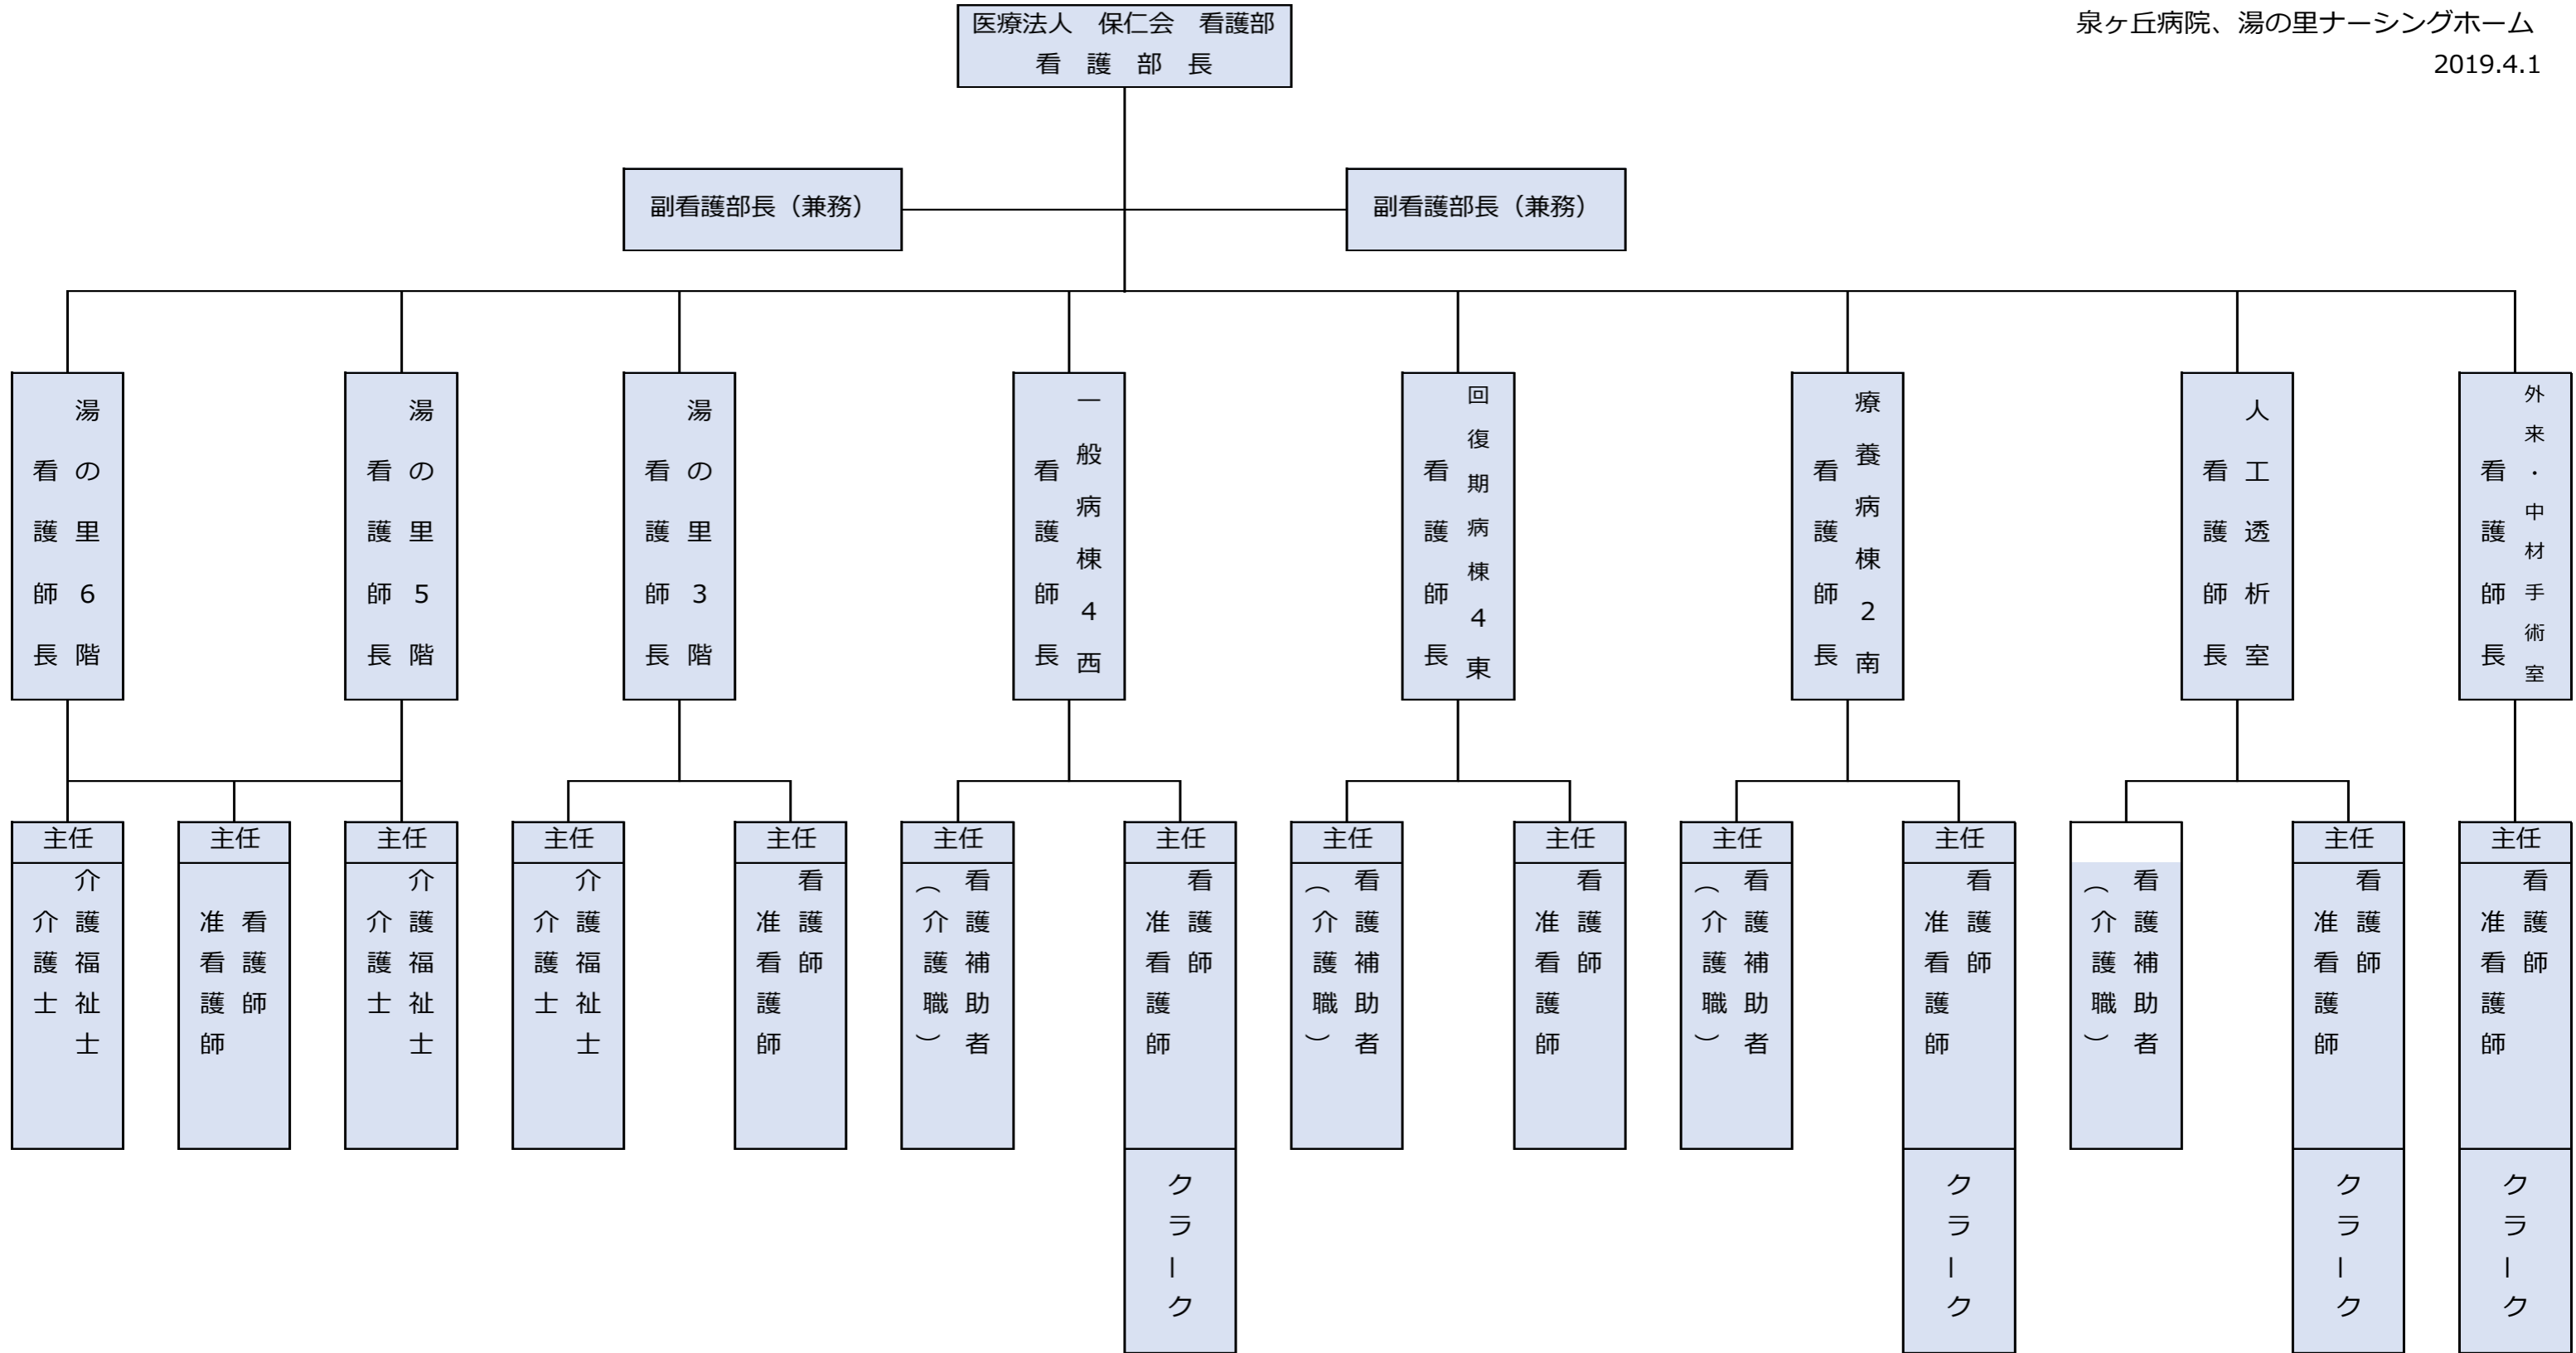 医療法人　保仁会　看護部
看　護　部　長
泉ヶ丘病院、湯の里ナーシングホーム
2019.4.1
副看護部長（兼務）
副看護部長（兼務）
湯の里6階
看護師長
湯の里5階
看護師長
湯の里3階
看護師長
一般病棟4西
看護師長
回復期病棟4東
看護師長
療養病棟2南
看護師長
人工透析室
看護師長
外来・中材手術室
看護師長
主任
介護福祉士
介護士
主任
看護師
准看護師
主任
介護福祉士
介護士
主任
介護福祉士
介護士
主任
看護師
准看護師
主任
看護補助者
（介護職）
主任
看護師
准看護師
クラーク
主任
看護補助者
（介護職）
主任
看護師
准看護師
主任
看護補助者
（介護職）
主任
看護師
准看護師
クラーク
看護補助者
（介護職）
主任
看護師
准看護師
クラーク
主任
看護師
准看護師
クラーク